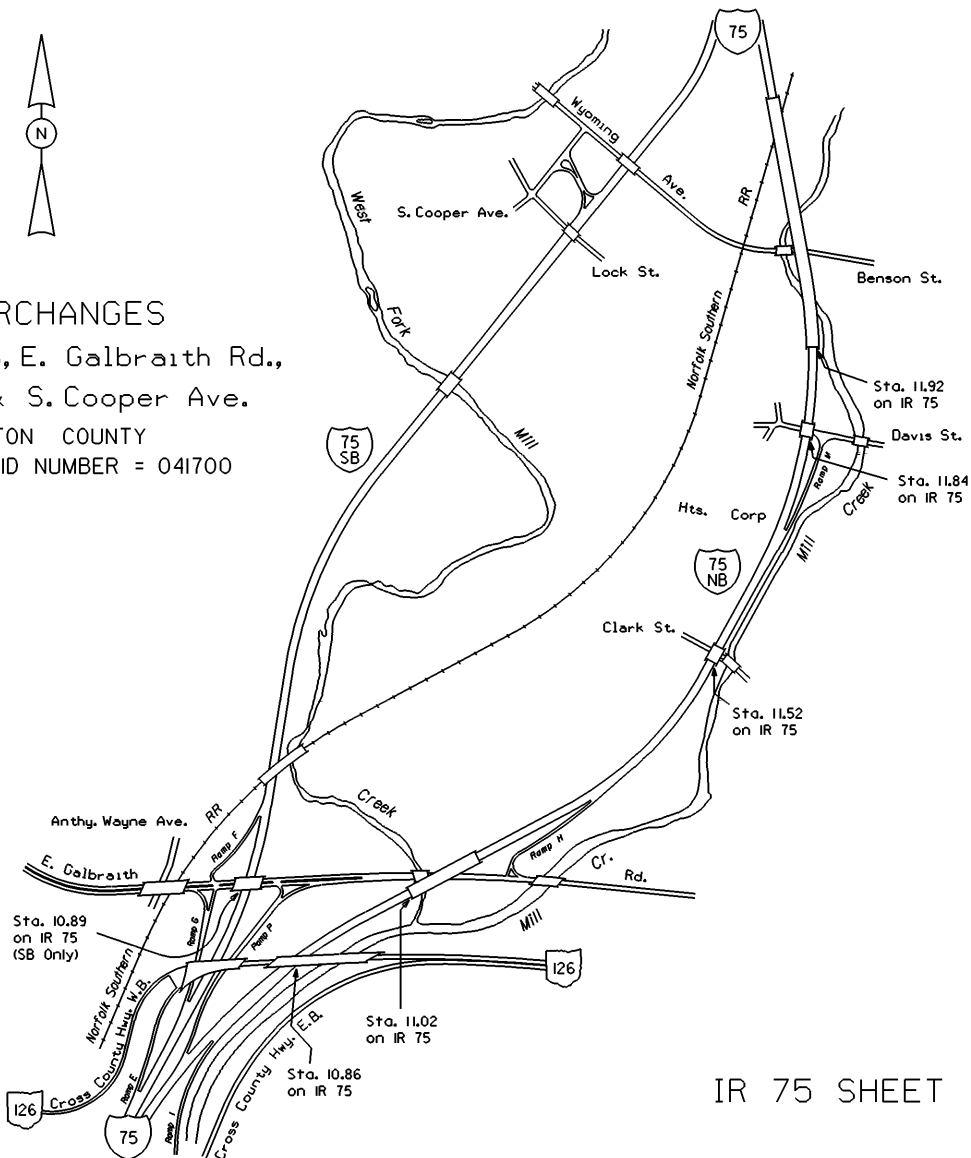 75
N
Wyoming
Ave.
RR
West
S. Cooper Ave.
Lock St.
Benson St.
Norfolk Southern
RCHANGES
, E. Galbraith Rd.,
S. Cooper Ave.
TON COUNTY
ID NUMBER = 041700
Fork
Sta. 11.92
on IR 75
75
SB
Mill
Davis St.
Ramp M
Sta. 11.84
on IR 75
Creek
Hts. Corp
Mill
75
NB
Clark St.
Sta. 11.52
on IR 75
Creek
RR
Anthy. Wayne Ave.
Ramp F
Ramp H
E. Galbraith
Cr.
Rd.
Sta. 10.89
on IR 75
(SB Only)
Ramp G
Ramp P
Mill
126
Norfolk Southern
Cross County Hwy. W.B.
Sta. 11.02
on IR 75
Cross County Hwy. E.B.
Sta. 10.86
on IR 75
Ramp E
Ramp I
126
75
IR 75 SHEET